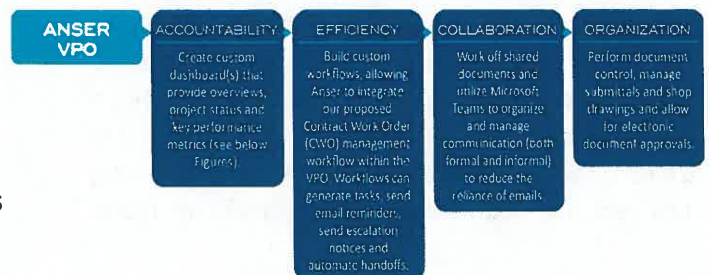 ANSER
VPO
ACCOUNTABILITY
Create custom
dashboard(s) that
provide overviews,
project status and
key performance
metrics (see below
Figures).
EFFICIENCY
Build custom
workflows, allowing
Anser to integrate
our proposed
Contract Work Order
(CWO) management
workflow within the
VPO. Workflows can
generate tasks, send
email reminders,
send escalation
notices and
automate handoffs.
COLLABORATION
Work off shared
documents and
utilize Microsoft
Teams to organize
and manage
communication (both
formal and informal)
to reduce the
reliance of emails
ORGANIZATION
Perform document
control, manage
submittals and shop
drawings and allow
for electronic
document approvals.
S